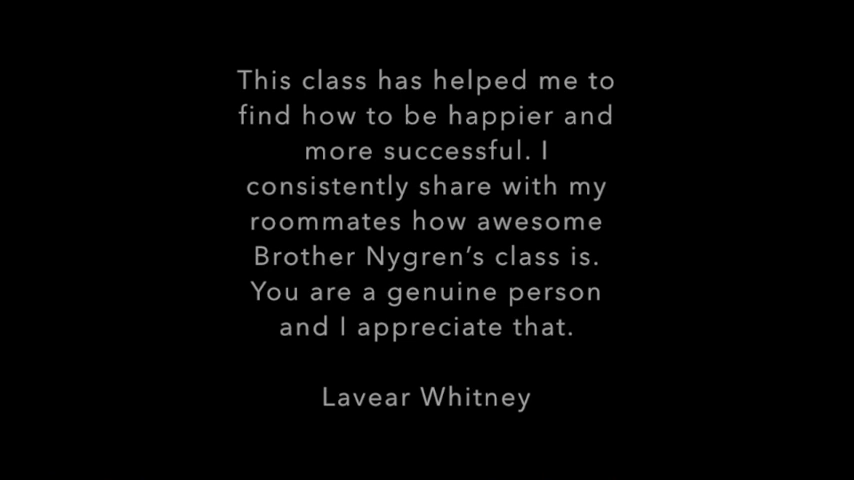 This class has helped me to
find how to be happier and
more successful. I
consistently share with my
roommates how awesome
Brother Nygren’s class is.
You are a genuine person
and I appreciate that.
Lavear Whitney